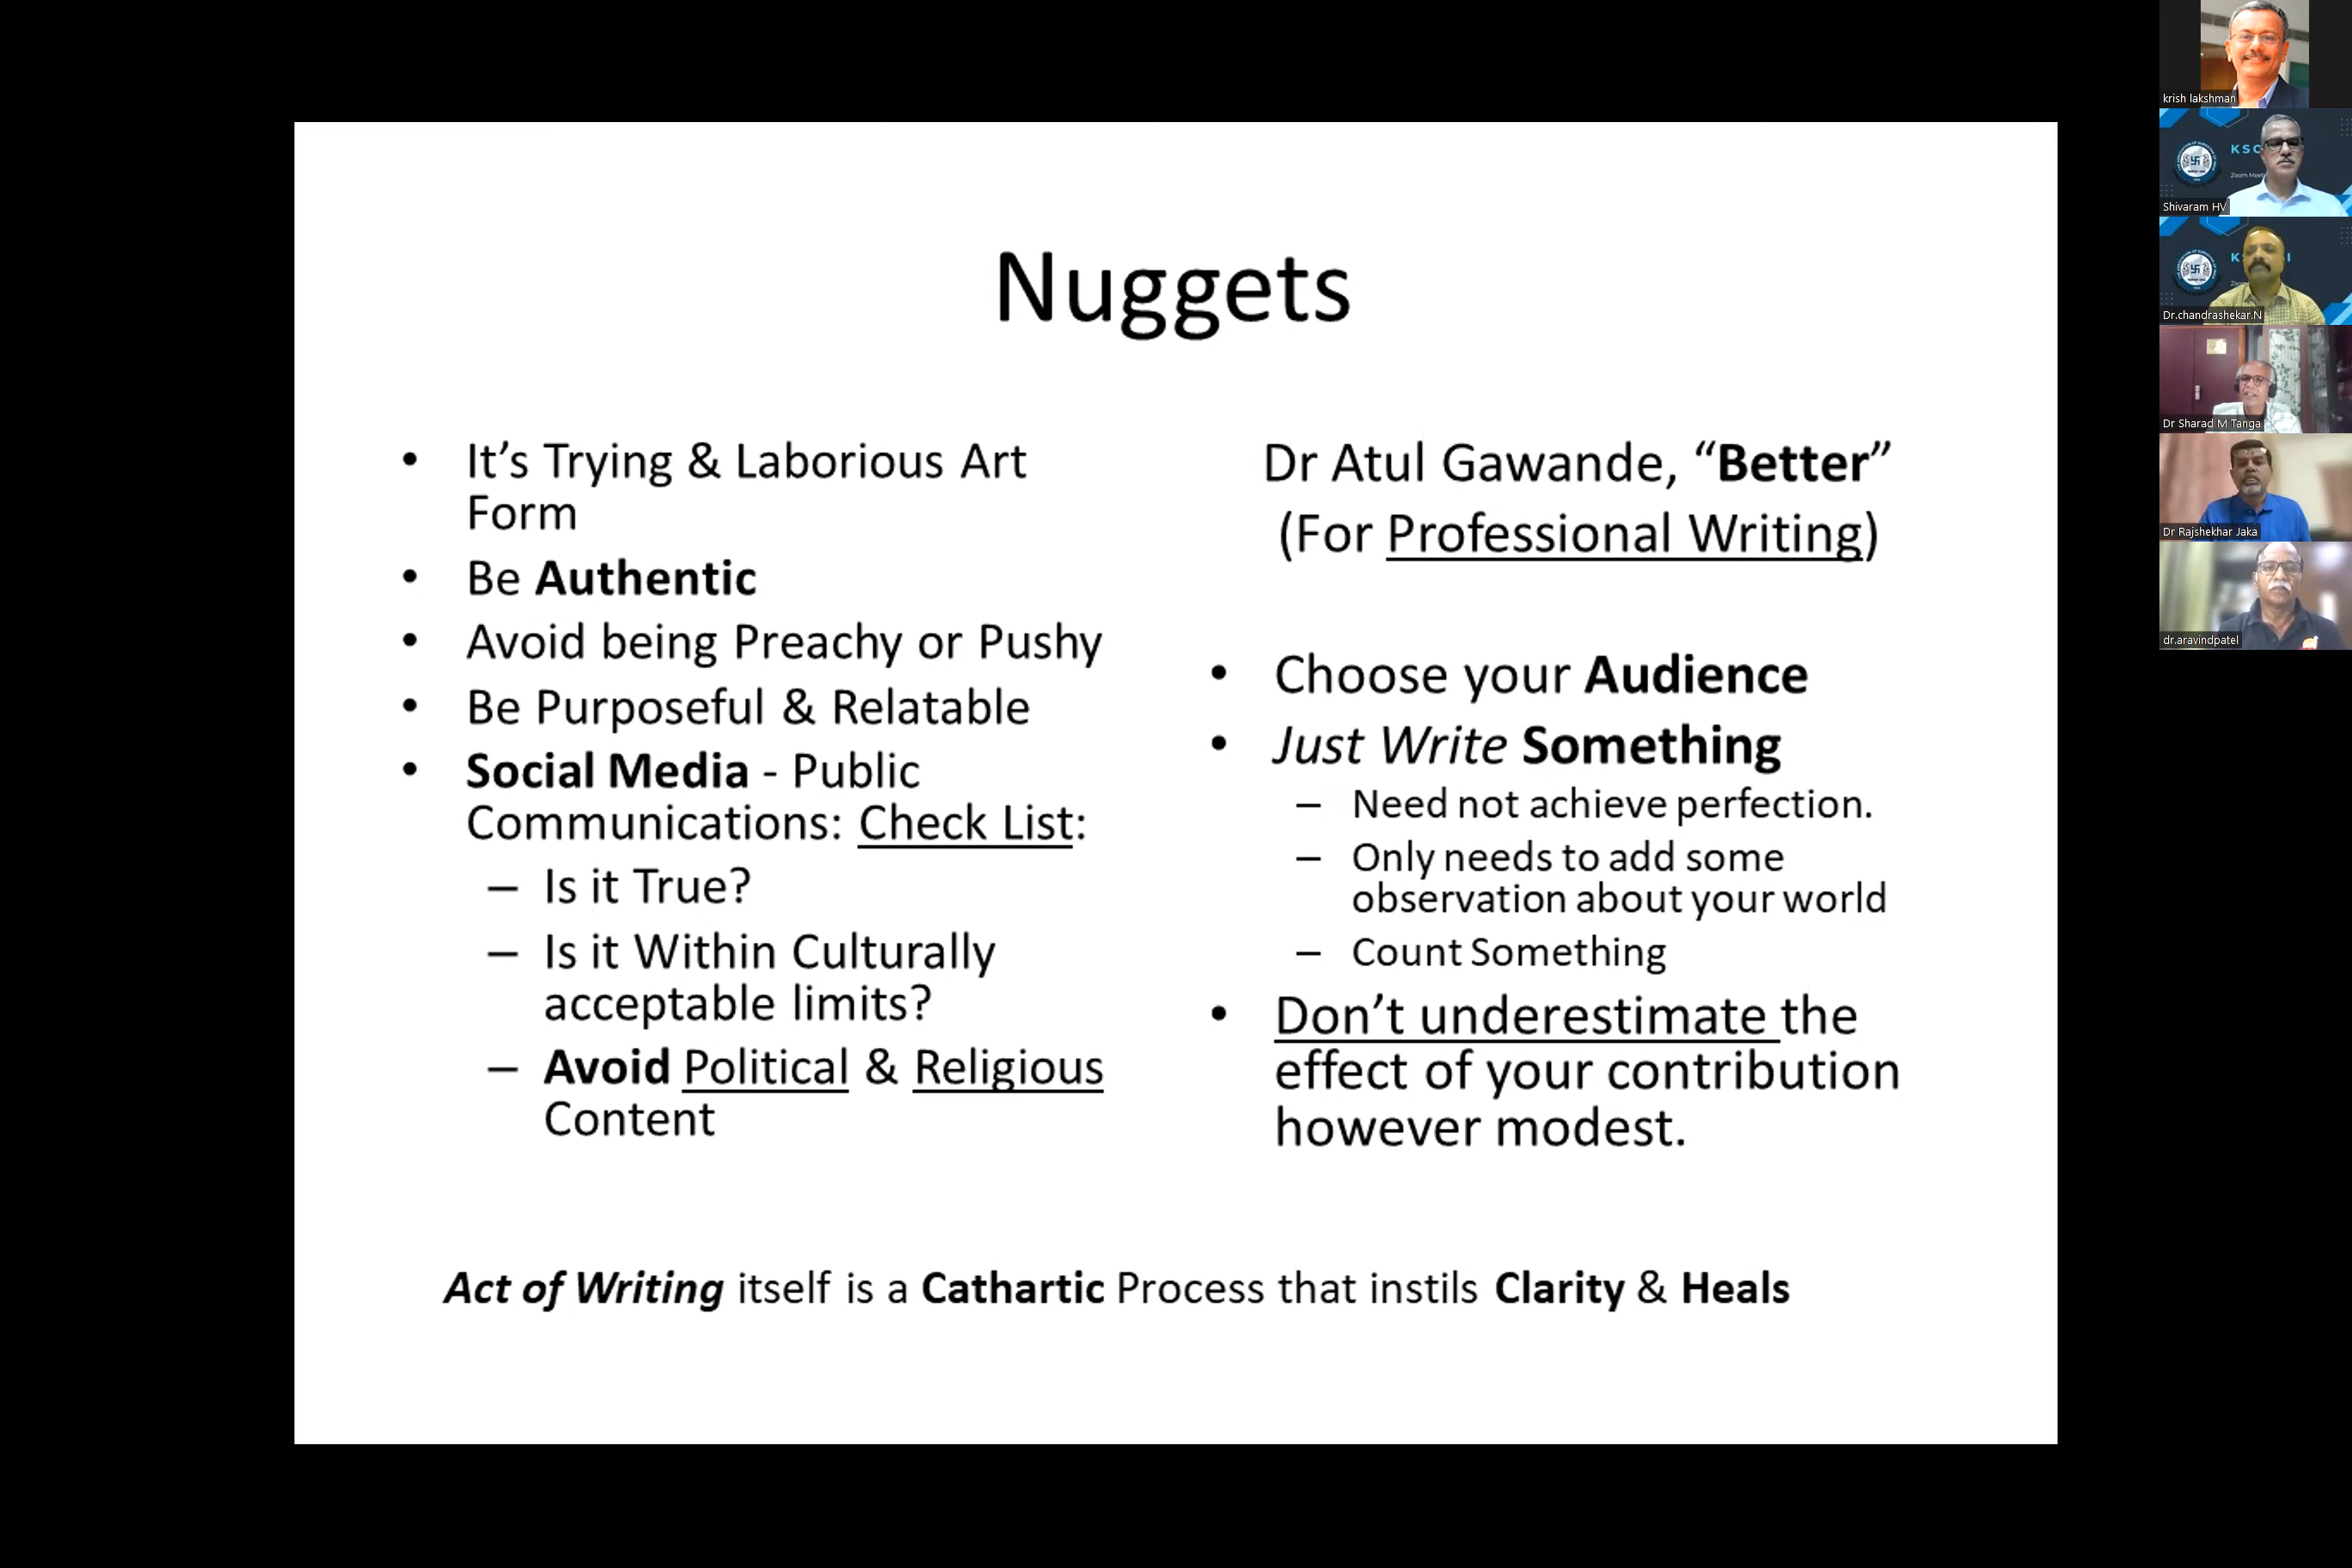 Nuggets
• It’s Trying & Laborious Art
Form
• Be Authentic
• Avoid being Preachy or Pushy
• Be Purposeful & Relatable
• Social Media - Public
Communications: Check List:
– Is it True?
– Is it Within Culturally
acceptable limits?
– Avoid Political & Religious
Content
Dr Atul Gawande, “Better”
(For Professional Writing)
• Choose your Audience
• Just Write Something
– Need not achieve perfection.
– Only needs to add some
observation about your world
– Count Something
• Don’t underestimate the
effect of your contribution
however modest.
Act of Writing itself is a Cathartic Process that instils Clarity & Heals
krish lakshman
Shivaram HV
Dr.chandrashekar.N
Dr Sharad M Tanga
Dr Rajshekhar Jaka
dr.aravindpatel